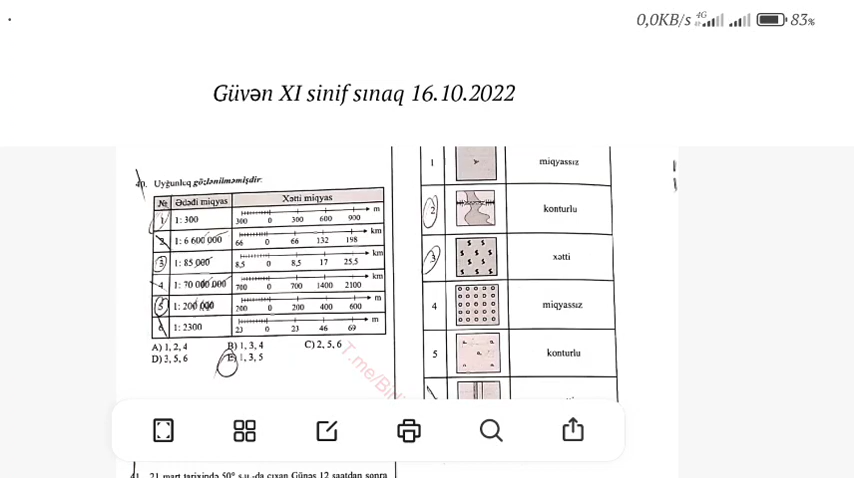 0,0KB/s 4G 83%
Güvən XI sinif sınaq 16.10.2022
40. Uyğunluq gözlənilməmişdir.
№ Ədədi miqyas Xətti miqyas
1 1: 300 300 0 300 600 900 m
2 1: 6 600 000 66 0 66 132 198 km
3 1: 85 000 8,5 0 8,5 17 25,5 km
4 1: 70 000 000 700 0 700 1400 2100 km
5 1: 200 000 200 0 200 400 600 m
6 1: 2300 23 0 23 46 69 m
A) 1, 2, 4 B) 1, 3, 4 C) 2, 5, 6
D) 3, 5, 6 E) 1, 3, 5
T.me/Bi
1 miqyassız
2 konturlu
3 xətti
4 miqyassız
5 konturlu
41. 21 mart tarixində 50° ş.u.-da çıxan Günəş 12 saatdan sonra